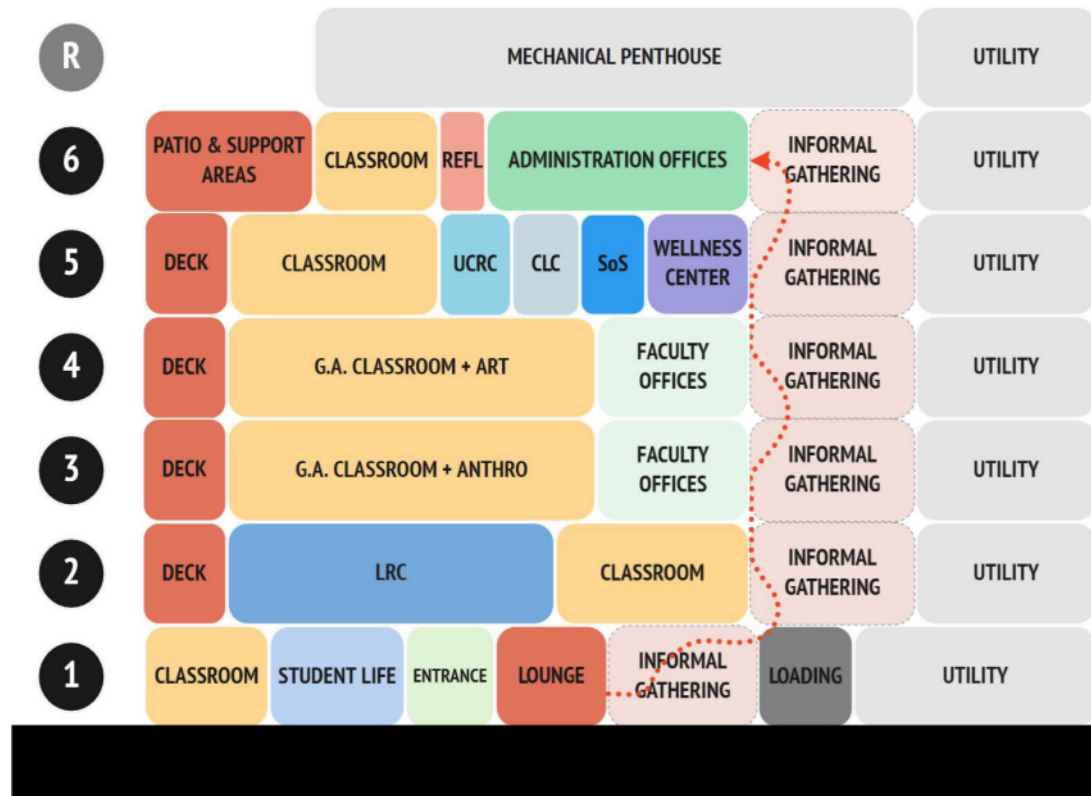 R
MECHANICAL PENTHOUSE
UTILITY
6
PATIO & SUPPORT
AREAS
CLASSROOM
REFL
ADMINISTRATION OFFICES
INFORMAL
GATHERING
UTILITY
5
DECK
CLASSROOM
UCRC
CLC
SoS
WELLNESS
CENTER
INFORMAL
GATHERING
UTILITY
4
DECK
G.A. CLASSROOM + ART
FACULTY
OFFICES
INFORMAL
GATHERING
UTILITY
3
DECK
G.A. CLASSROOM + ANTHRO
FACULTY
OFFICES
INFORMAL
GATHERING
UTILITY
2
DECK
LRC
CLASSROOM
INFORMAL
GATHERING
UTILITY
1
CLASSROOM
STUDENT LIFE
ENTRANCE
LOUNGE
INFORMAL
GATHERING
LOADING
UTILITY